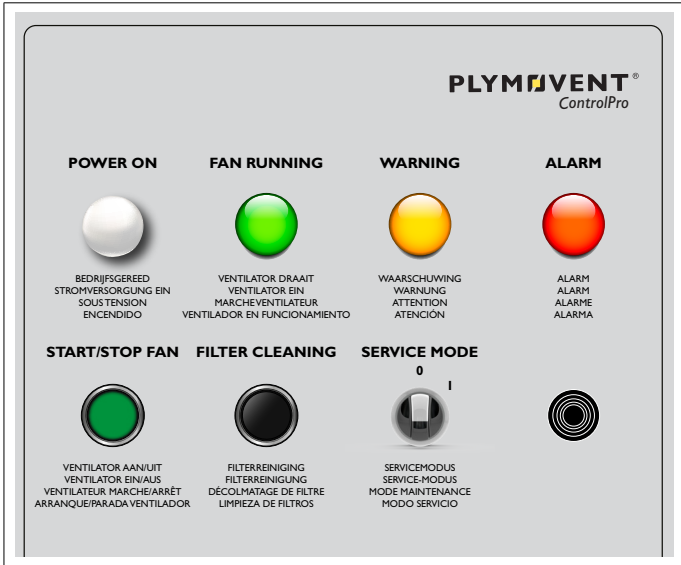 PLYMOVENT®
ControlPro
POWER ON
BEDRIJFSGEREED
STROMVERSORGUNG EIN
SOUS TENSION
ENCENDIDO
FAN RUNNING
VENTILATOR DRAAIT
VENTILATOR EIN
MARCHEVENTILATEUR
VENTILADOR EN FUNCIONAMIENTO
WARNING
WAARSCHUWING
WARNUNG
ATTENTION
ATENCIÓN
ALARM
ALARM
ALARM
ALARME
ALARMA
START/STOP FAN
VENTILATOR AAN/UIT
VENTILATOR EIN/AUS
VENTILATEUR MARCHE/ARRÊT
ARRANQUE/PARADA VENTILADOR
FILTER CLEANING
FILTERREINIGING
FILTERREINIGUNG
DÉCOLMATAGE DE FILTRE
LIMPIEZA DE FILTROS
SERVICE MODE
0
I
SERVICEMODUS
SERVICE-MODUS
MODE MAINTENANCE
MODO SERVICIO